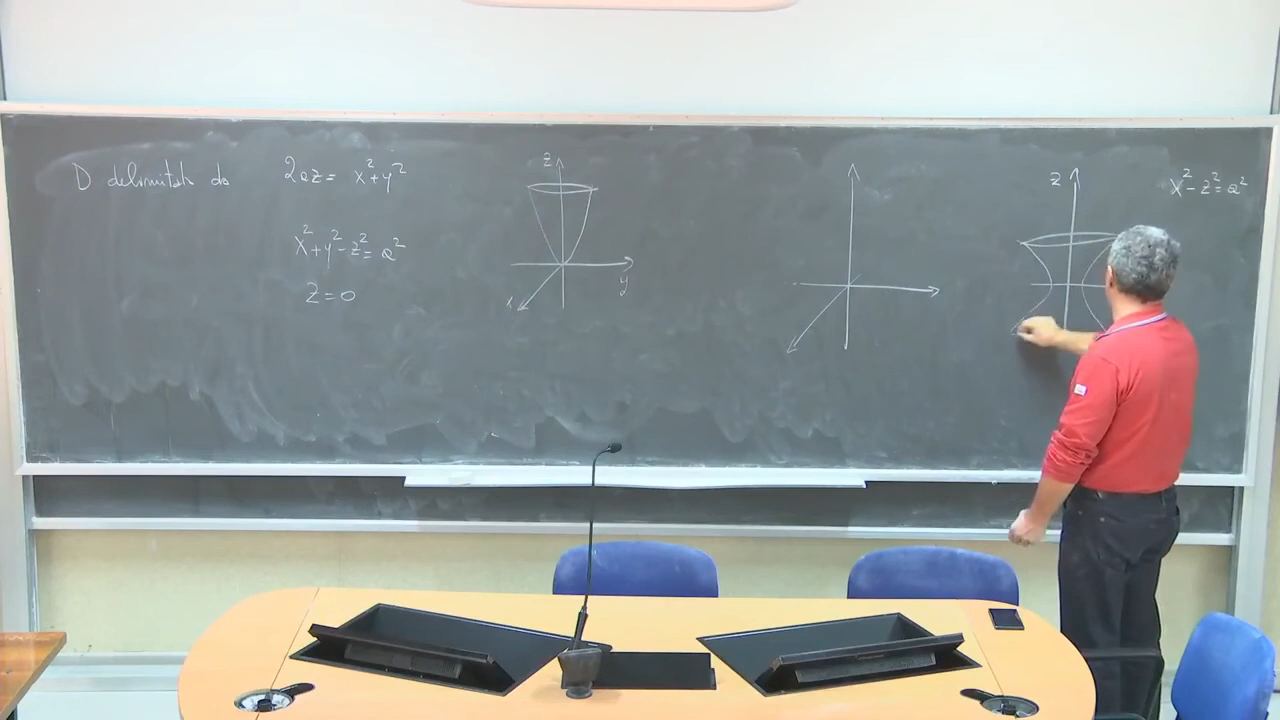 D delimitato da 2az = x²+y²
x²+y²-z²=a²
z=0
z
y
x
z
x²-z²=a²